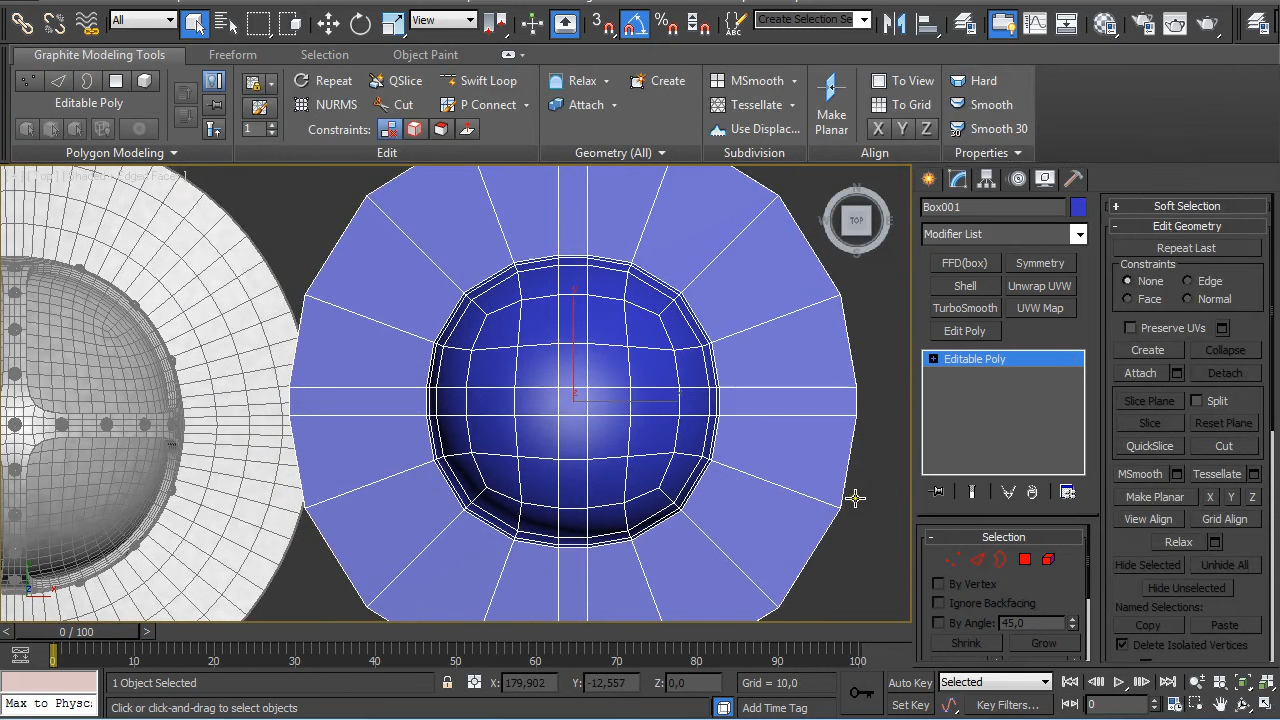 All
View
3
Create Selection Se
ABC
Graphite Modeling Tools
Freeform
Selection
Object Paint
Editable Poly
Polygon Modeling
1
Repeat
QSlice
Swift Loop
NURMS
Cut
P Connect
Constraints:
Edit
Relax
Create
Attach
Geometry (All)
MSmooth
Tessellate
Use Displac...
Subdivision
Make
Planar
To View
To Grid
X Y Z
Align
Hard
Smooth
Smooth 30
Properties
TOP
Box001
Modifier List
FFD(box)
Symmetry
Shell
Unwrap UVW
TurboSmooth
UVW Map
Edit Poly
Editable Poly
Selection
By Vertex
Ignore Backfacing
By Angle: 45,0
Shrink
Grow
Soft Selection
Edit Geometry
Repeat Last
Constraints
None
Edge
Face
Normal
Preserve UVs
Create
Collapse
Attach
Detach
Slice Plane
Split
Slice
Reset Plane
QuickSlice
Cut
MSmooth
Tessellate
Make Planar
X Y Z
View Align
Grid Align
Relax
Hide Selected
Unhide All
Hide Unselected
Named Selections:
Copy
Paste
Delete Isolated Vertices
0 / 100
0 10 20 30 40 50 60 70 80 90 100
1 Object Selected
X: 179,902
Y: -12,557
Z: 0,0
Grid = 10,0
Auto Key
Selected
Max to Physc
Click or click-and-drag to select objects
Add Time Tag
Set Key
Key Filters...
0